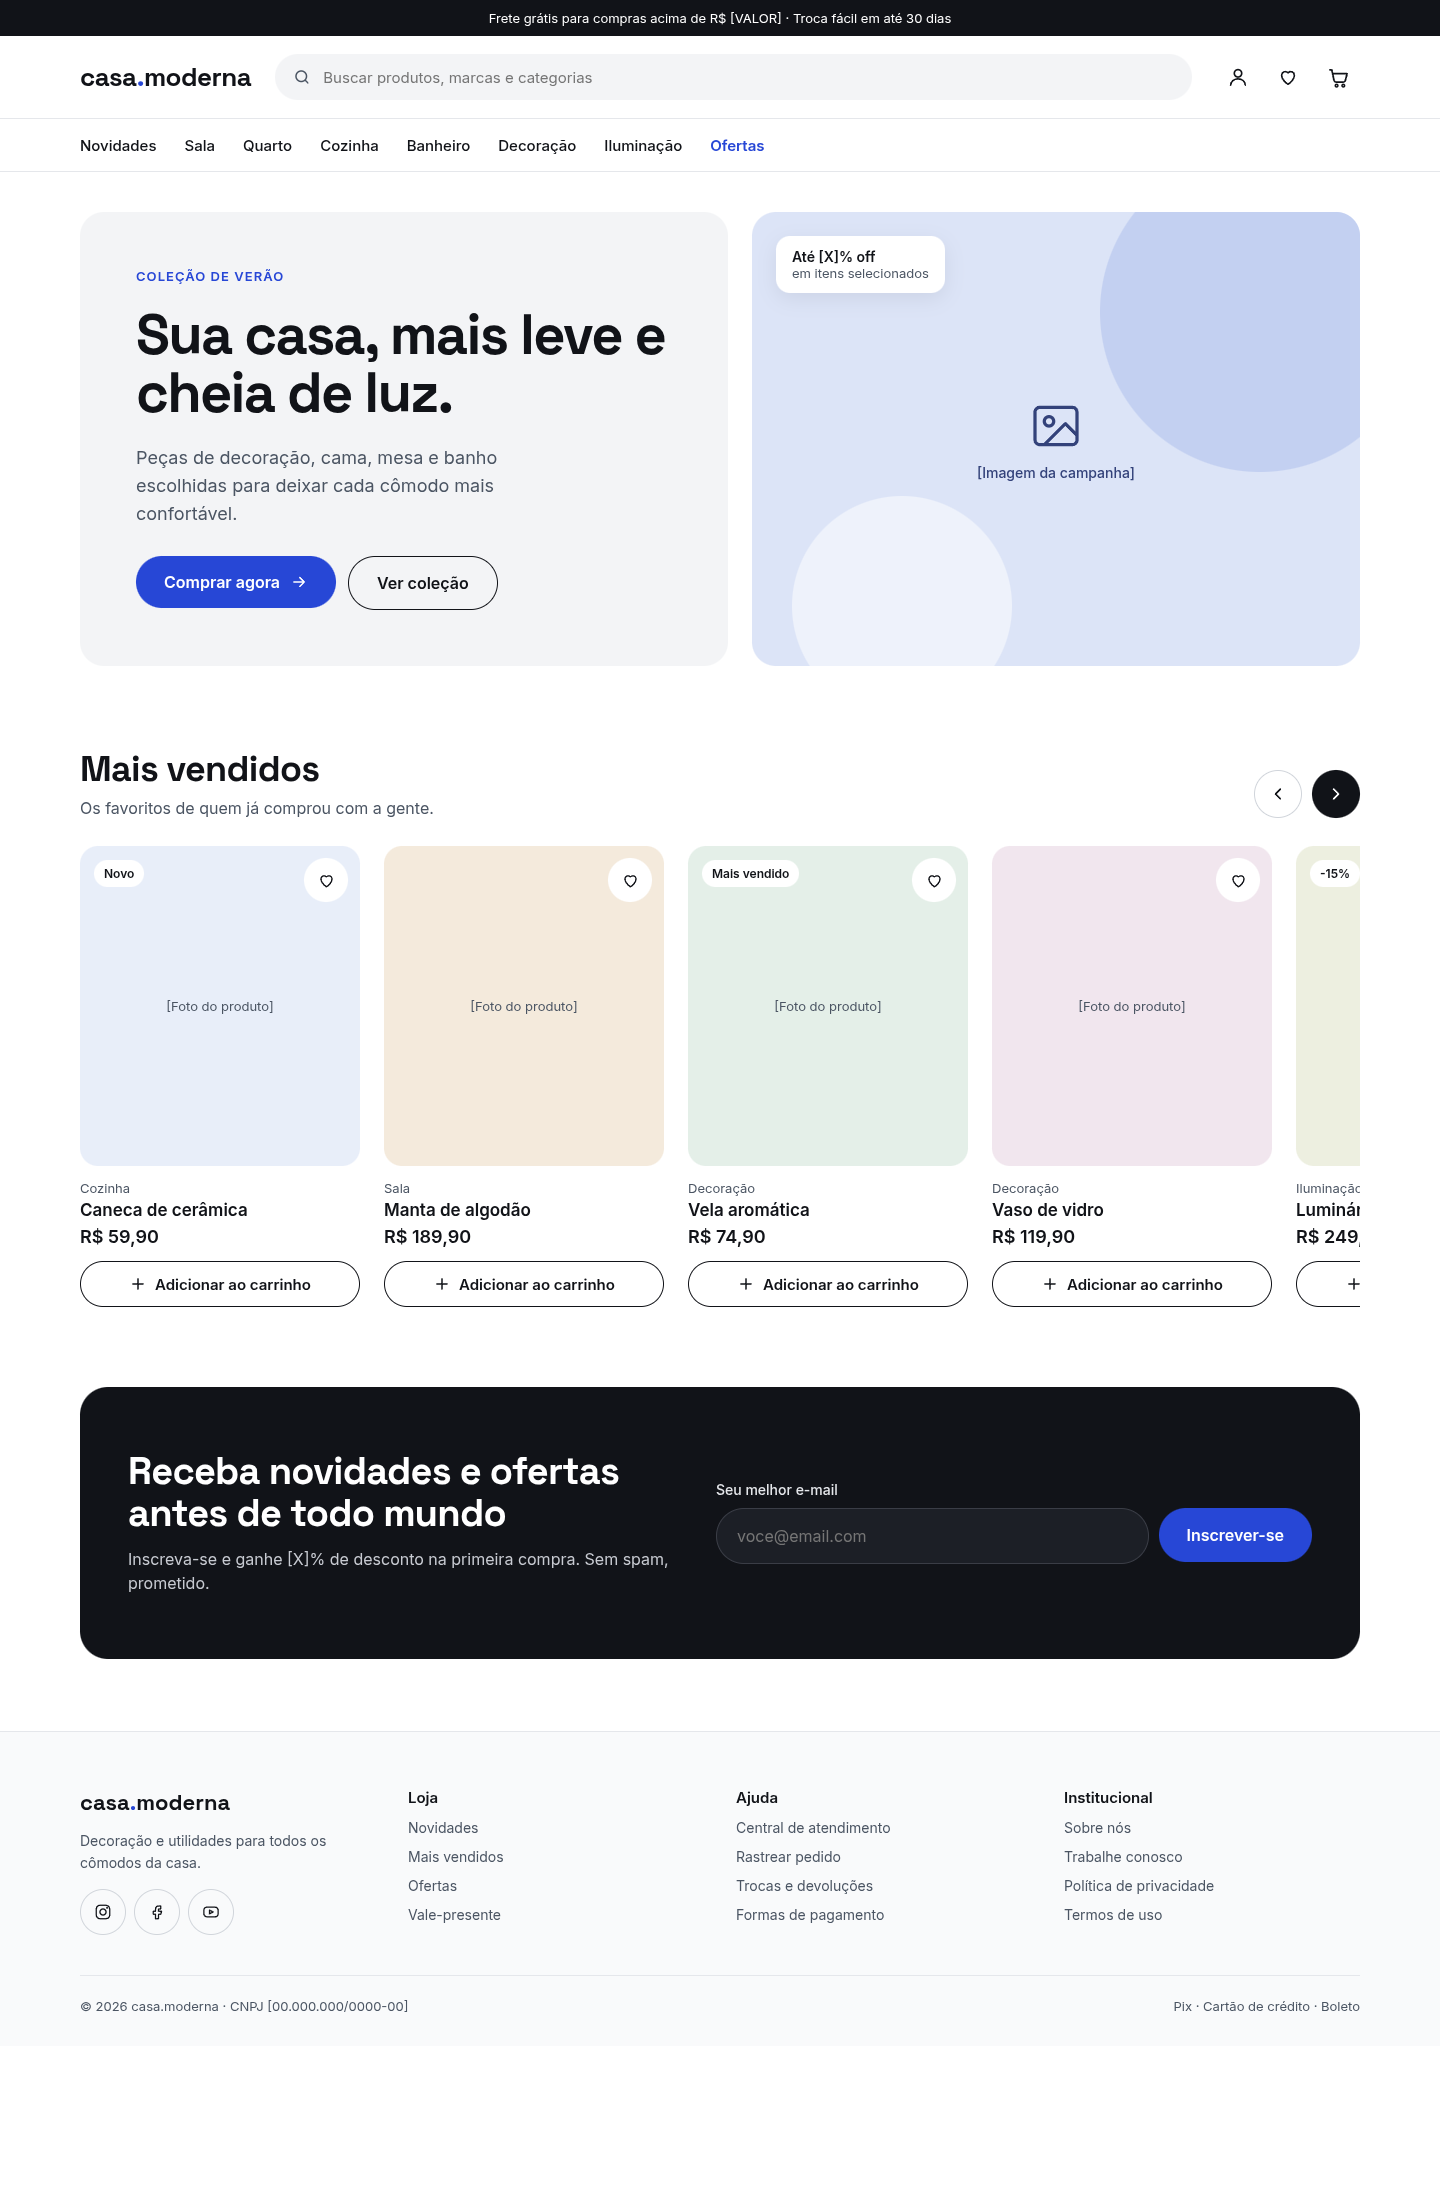 Frete grátis para compras acima de R$ [VALOR] · Troca fácil em até 30 dias
casa.moderna
Buscar produtos, marcas e categorias
Novidades Sala Quarto Cozinha Banheiro Decoração Iluminação Ofertas
COLEÇÃO DE VERÃO
Sua casa, mais leve e
cheia de luz.
Peças de decoração, cama, mesa e banho
escolhidas para deixar cada cômodo mais
confortável.
Comprar agora
Ver coleção
Até [X]% off
em itens selecionados
[Imagem da campanha]
Mais vendidos
Os favoritos de quem já comprou com a gente.
Novo
[Foto do produto]
Cozinha
Caneca de cerâmica
R$ 59,90
Adicionar ao carrinho
[Foto do produto]
Sala
Manta de algodão
R$ 189,90
Adicionar ao carrinho
Mais vendido
[Foto do produto]
Decoração
Vela aromática
R$ 74,90
Adicionar ao carrinho
[Foto do produto]
Decoração
Vaso de vidro
R$ 119,90
Adicionar ao carrinho
-15%
Iluminação
R$ 249,
Receba novidades e ofertas
antes de todo mundo
Inscreva-se e ganhe [X]% de desconto na primeira compra. Sem spam,
prometido.
Seu melhor e-mail
voce@email.com
Inscrever-se
casa.moderna
Decoração e utilidades para todos os
cômodos da casa.
Loja
Novidades
Mais vendidos
Ofertas
Vale-presente
Ajuda
Central de atendimento
Rastrear pedido
Trocas e devoluções
Formas de pagamento
Institucional
Sobre nós
Trabalhe conosco
Política de privacidade
Termos de uso
© 2026 casa.moderna · CNPJ [00.000.000/0000-00]
Pix · Cartão de crédito · Boleto